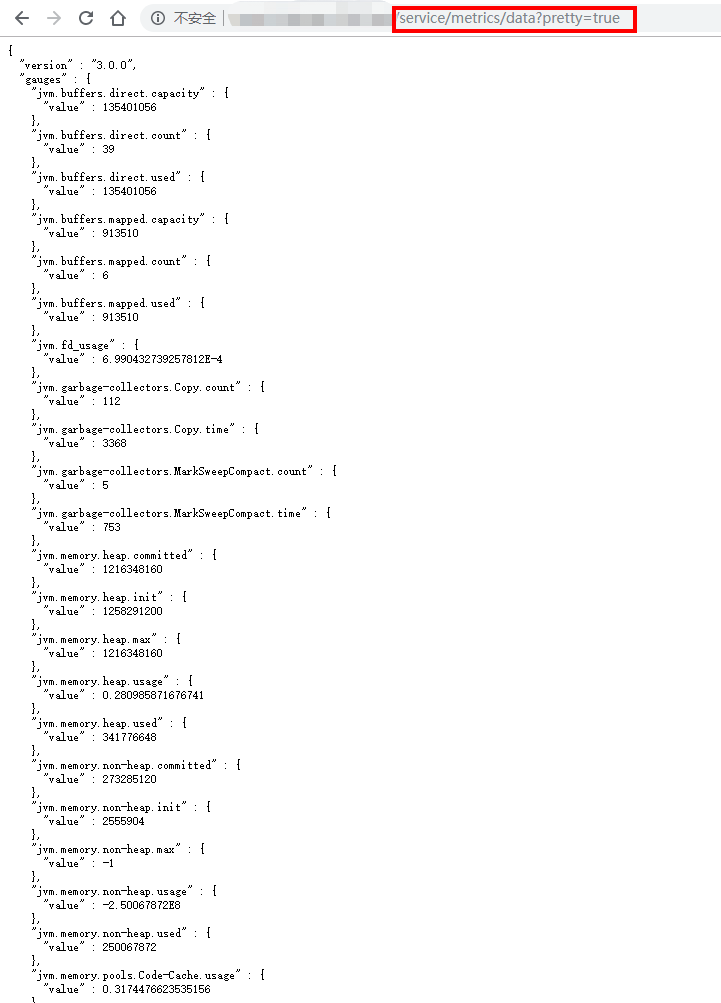 不安全 | /service/metrics/data?pretty=true
{
"version" : "3.0.0",
"gauges" : {
"jvm.buffers.direct.capacity" : {
"value" : 135401056
},
"jvm.buffers.direct.count" : {
"value" : 39
},
"jvm.buffers.direct.used" : {
"value" : 135401056
},
"jvm.buffers.mapped.capacity" : {
"value" : 913510
},
"jvm.buffers.mapped.count" : {
"value" : 6
},
"jvm.buffers.mapped.used" : {
"value" : 913510
},
"jvm.fd_usage" : {
"value" : 6.990432739257812E-4
},
"jvm.garbage-collectors.Copy.count" : {
"value" : 112
},
"jvm.garbage-collectors.Copy.time" : {
"value" : 3368
},
"jvm.garbage-collectors.MarkSweepCompact.count" : {
"value" : 5
},
"jvm.garbage-collectors.MarkSweepCompact.time" : {
"value" : 753
},
"jvm.memory.heap.committed" : {
"value" : 1216348160
},
"jvm.memory.heap.init" : {
"value" : 1258291200
},
"jvm.memory.heap.max" : {
"value" : 1216348160
},
"jvm.memory.heap.usage" : {
"value" : 0.280985871676741
},
"jvm.memory.heap.used" : {
"value" : 341776648
},
"jvm.memory.non-heap.committed" : {
"value" : 273285120
},
"jvm.memory.non-heap.init" : {
"value" : 2555904
},
"jvm.memory.non-heap.max" : {
"value" : -1
},
"jvm.memory.non-heap.usage" : {
"value" : -2.50067872E8
},
"jvm.memory.non-heap.used" : {
"value" : 250067872
},
"jvm.memory.pools.Code-Cache.usage" : {
"value" : 0.3174476623535156